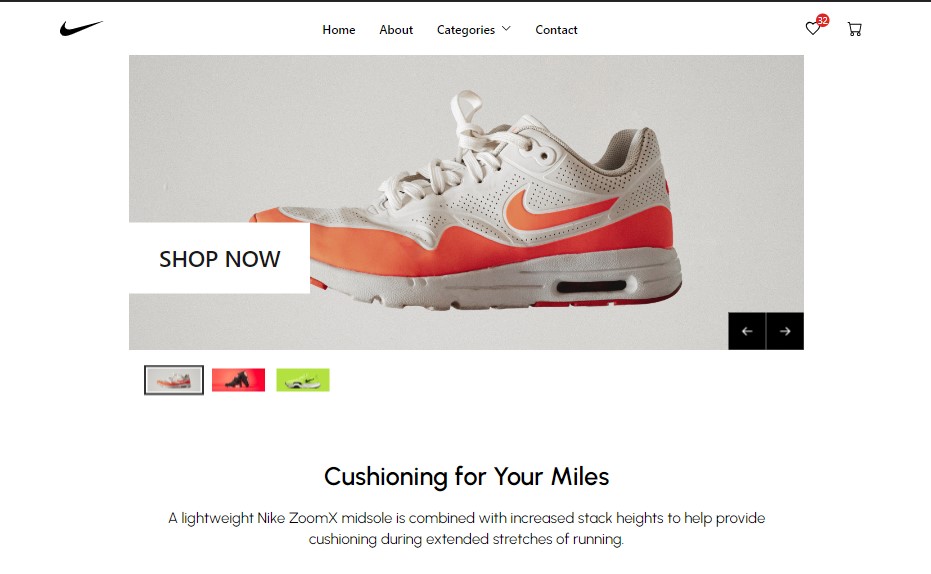 Home About Categories Contact 32
SHOP NOW
Cushioning for Your Miles
A lightweight Nike ZoomX midsole is combined with increased stack heights to help provide
cushioning during extended stretches of running.